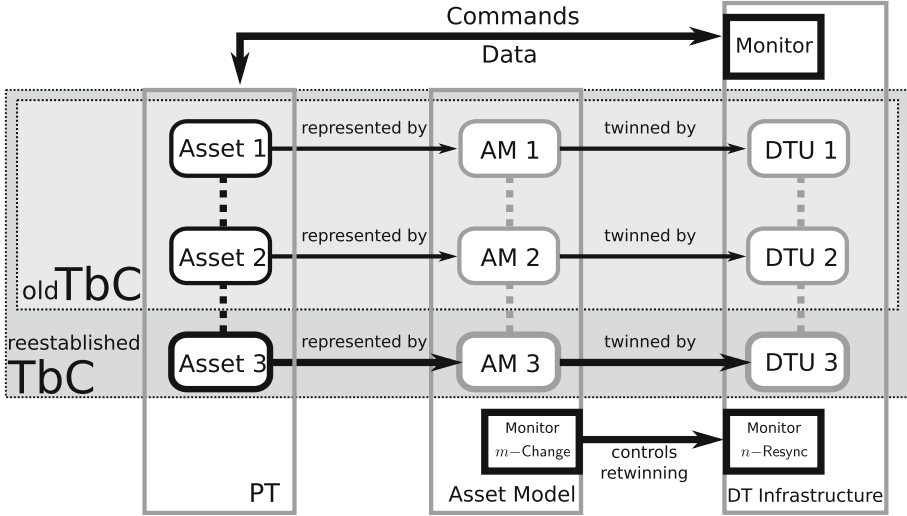 Commands
Data
Monitor
Asset 1
represented by
AM 1
twinned by
DTU 1
Asset 2
represented by
AM 2
twinned by
DTU 2
oldTbC
reestablished
TbC
Asset 3
represented by
AM 3
twinned by
DTU 3
Monitor
m−Change
controls
retwinning
Monitor
n−Resync
PT
Asset Model
DT Infrastructure